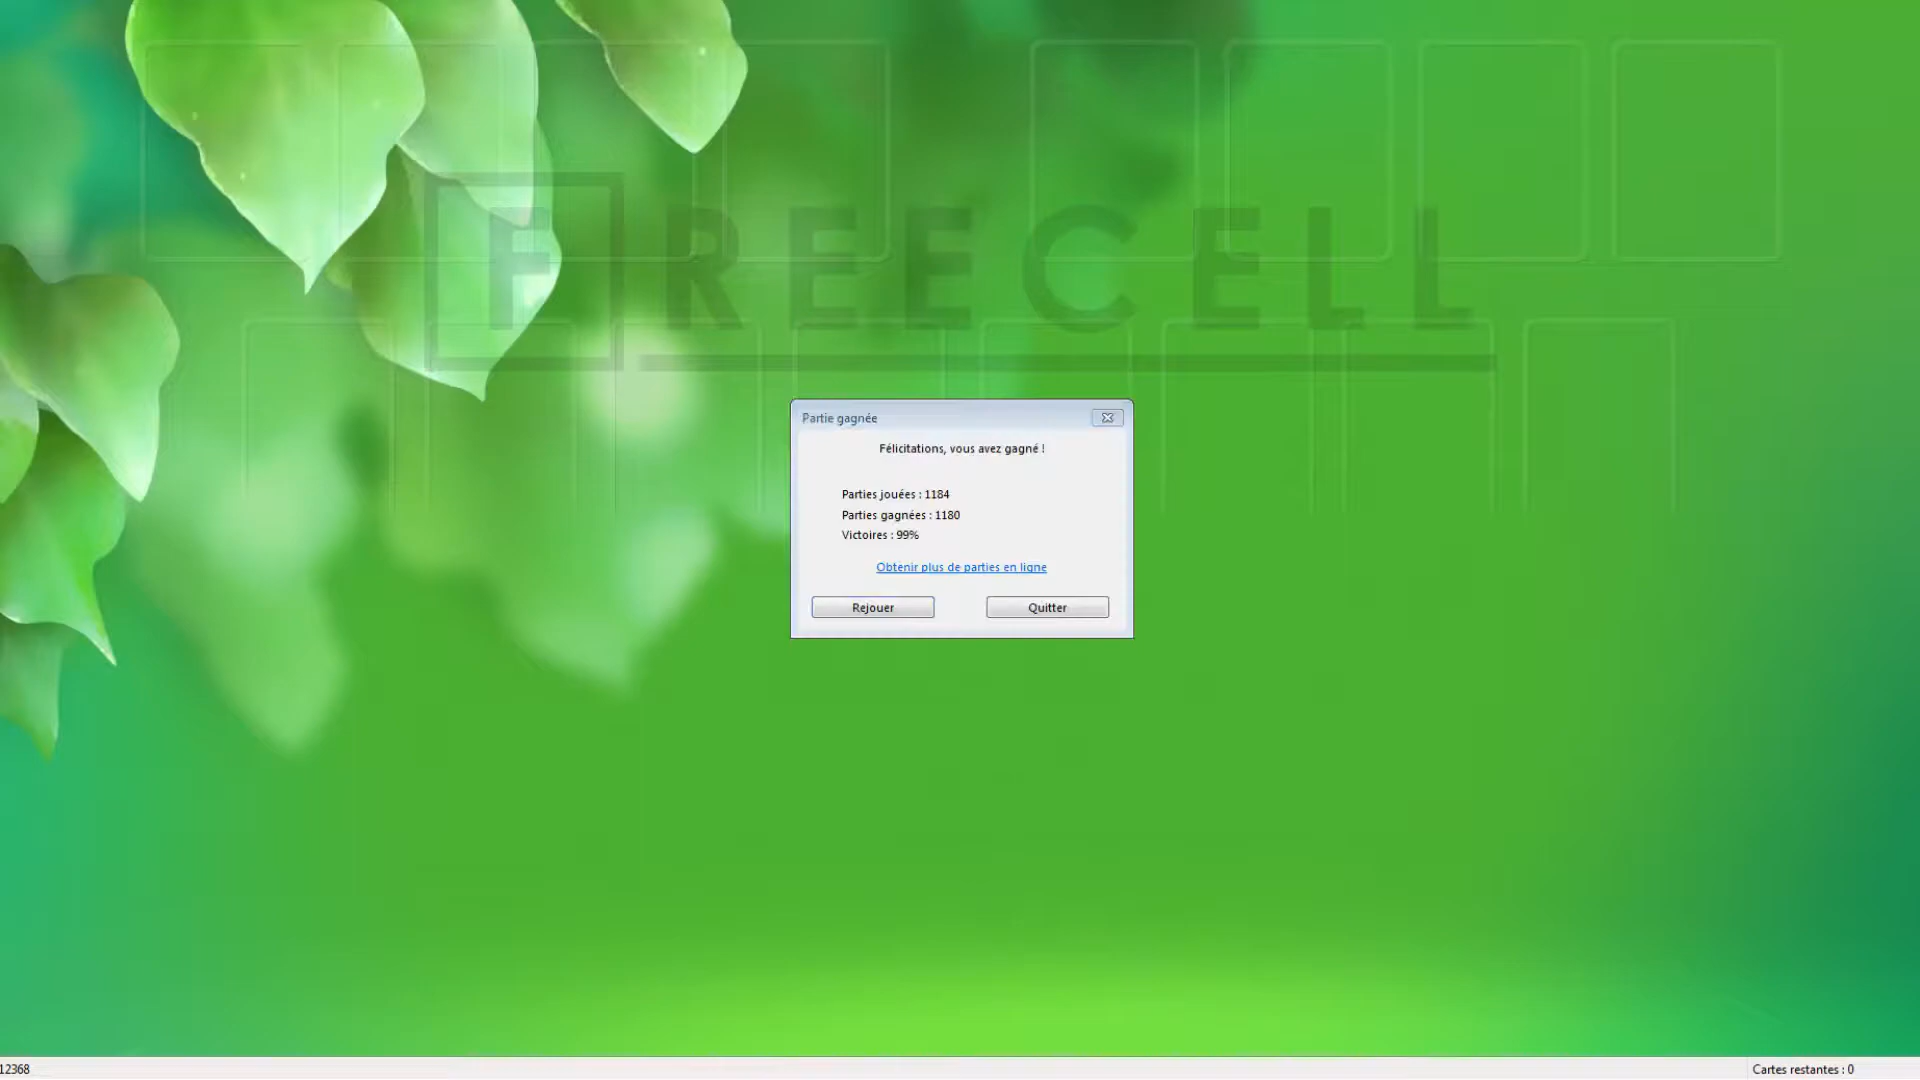 FREECELL
Partie gagnée
Félicitations, vous avez gagné !
Parties jouées : 1184
Parties gagnées : 1180
Victoires : 99%
Obtenir plus de parties en ligne
Rejouer Quitter
12368 Cartes restantes : 0